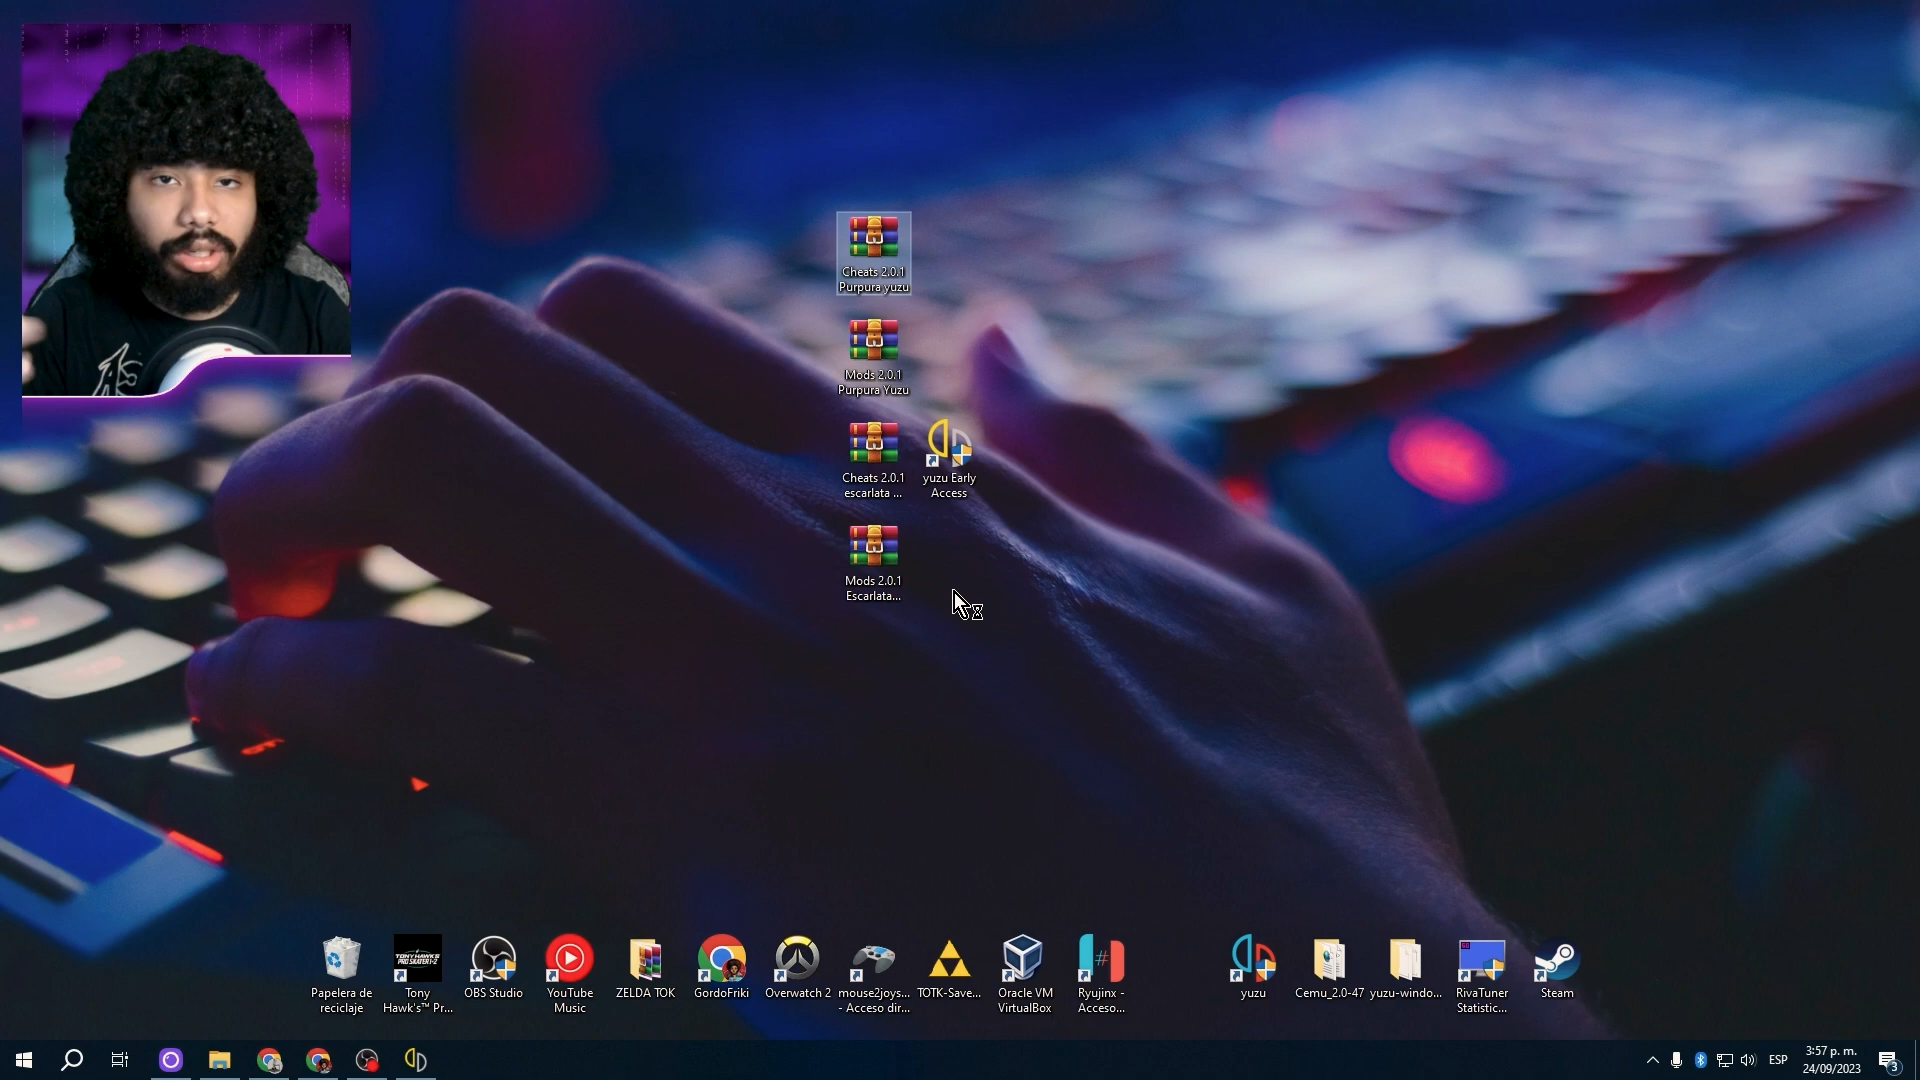 Cheats 2.0.1
Purpura yuzu
Mods 2.0.1
Purpura Yuzu
Cheats 2.0.1
escarlata ...
yuzu Early
Access
Mods 2.0.1
Escarlata...
Papelera de
reciclaje
Tony
Hawk's™ Pr...
OBS Studio
YouTube
Music
ZELDA TOK
GordoFriki
Overwatch 2
mouse2joys...
- Acceso dir...
TOTK-Save...
Oracle VM
VirtualBox
Ryujinx -
Acceso...
yuzu
Cemu_2.0-47
yuzu-windo...
RivaTuner
Statistic...
Steam
ESP
3:57 p. m.
24/09/2023
3